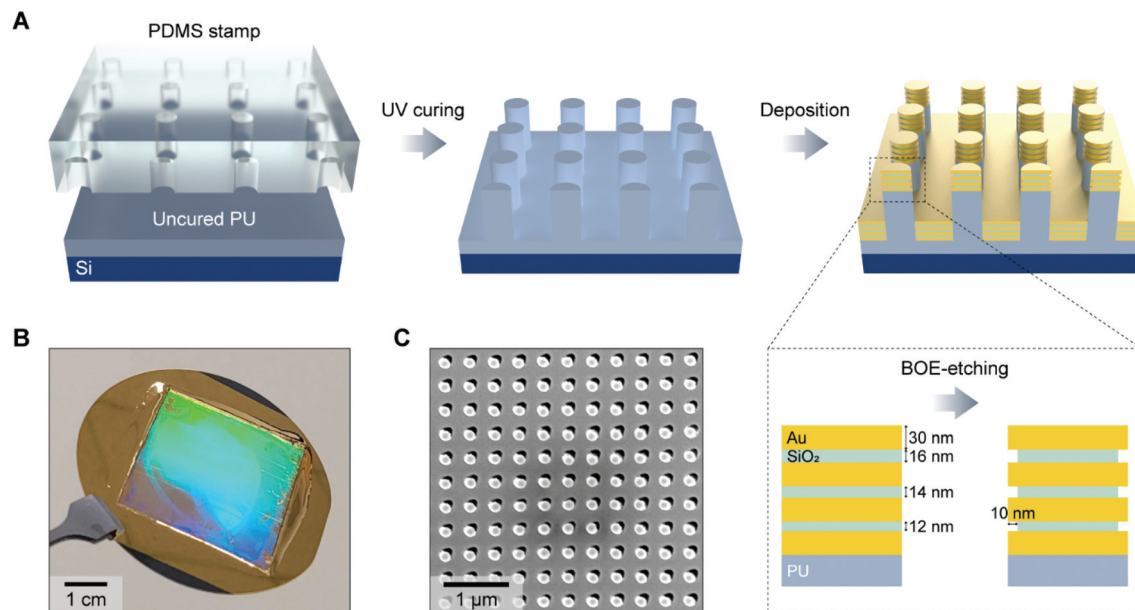 A
PDMS stamp
UV curing
Deposition
Uncured PU
Si
B
C
BOE-etching
Au
30 nm
SiO₂
16 nm
14 nm
12 nm
10 nm
PU
1 cm
1 µm